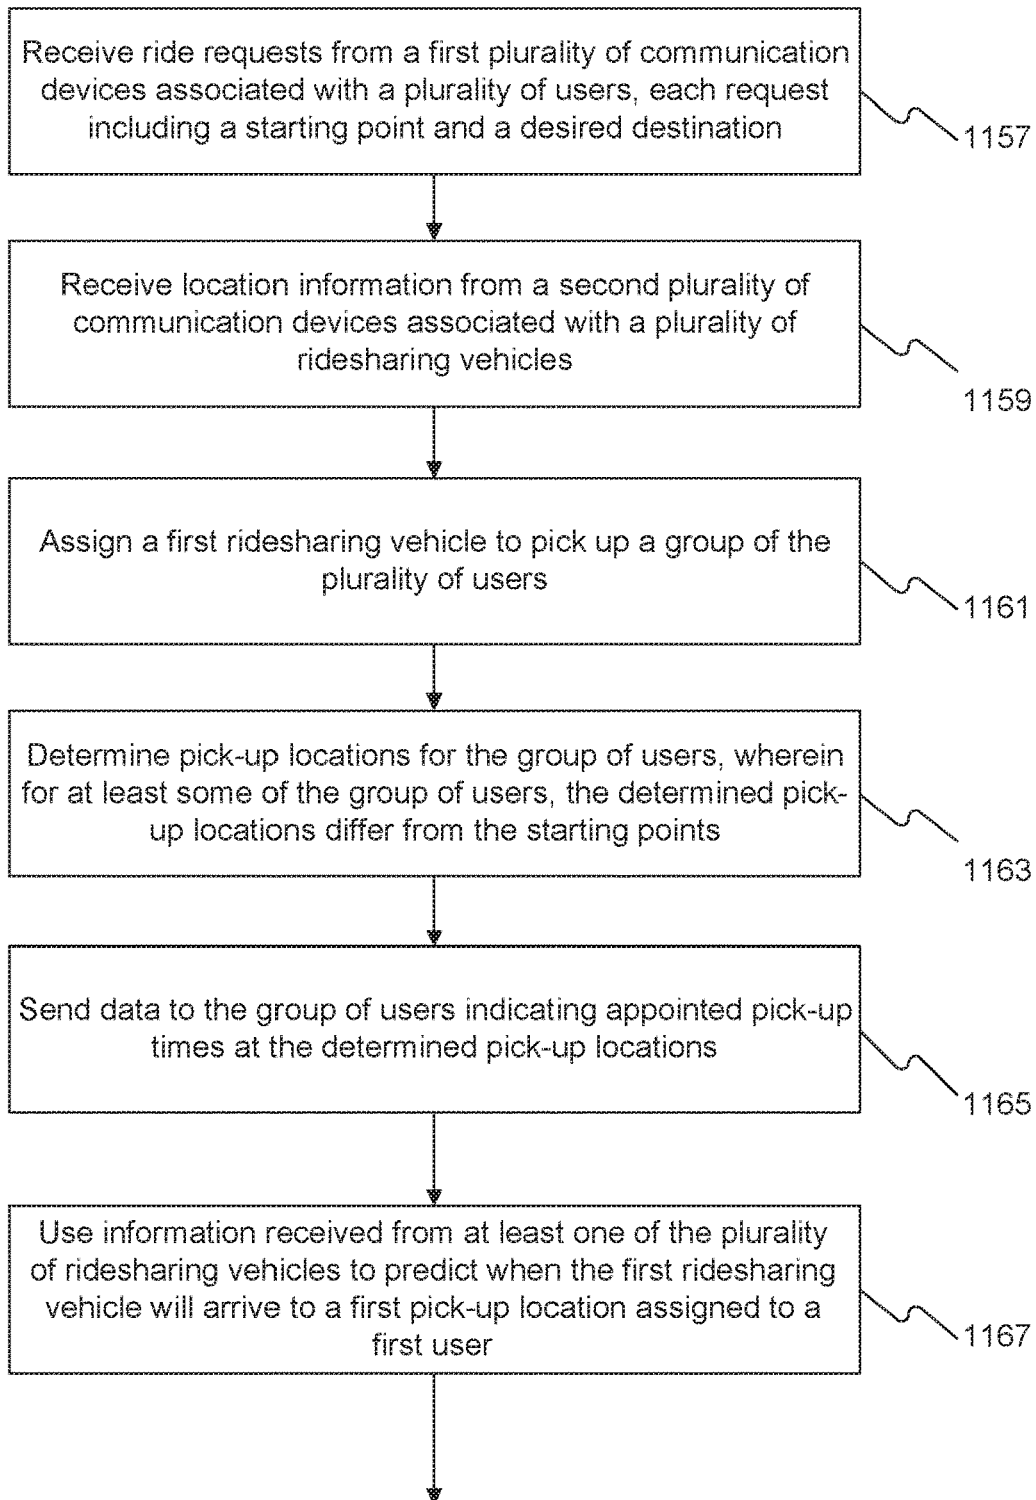 Receive ride requests from a first plurality of communication
devices associated with a plurality of users, each request
including a starting point and a desired destination
1157
Receive location information from a second plurality of
communication devices associated with a plurality of
ridesharing vehicles
1159
Assign a first ridesharing vehicle to pick up a group of the
plurality of users
1161
Determine pick-up locations for the group of users, wherein
for at least some of the group of users, the determined pick-
up locations differ from the starting points
1163
Send data to the group of users indicating appointed pick-up
times at the determined pick-up locations
1165
Use information received from at least one of the plurality
of ridesharing vehicles to predict when the first ridesharing
vehicle will arrive to a first pick-up location assigned to a
first user
1167